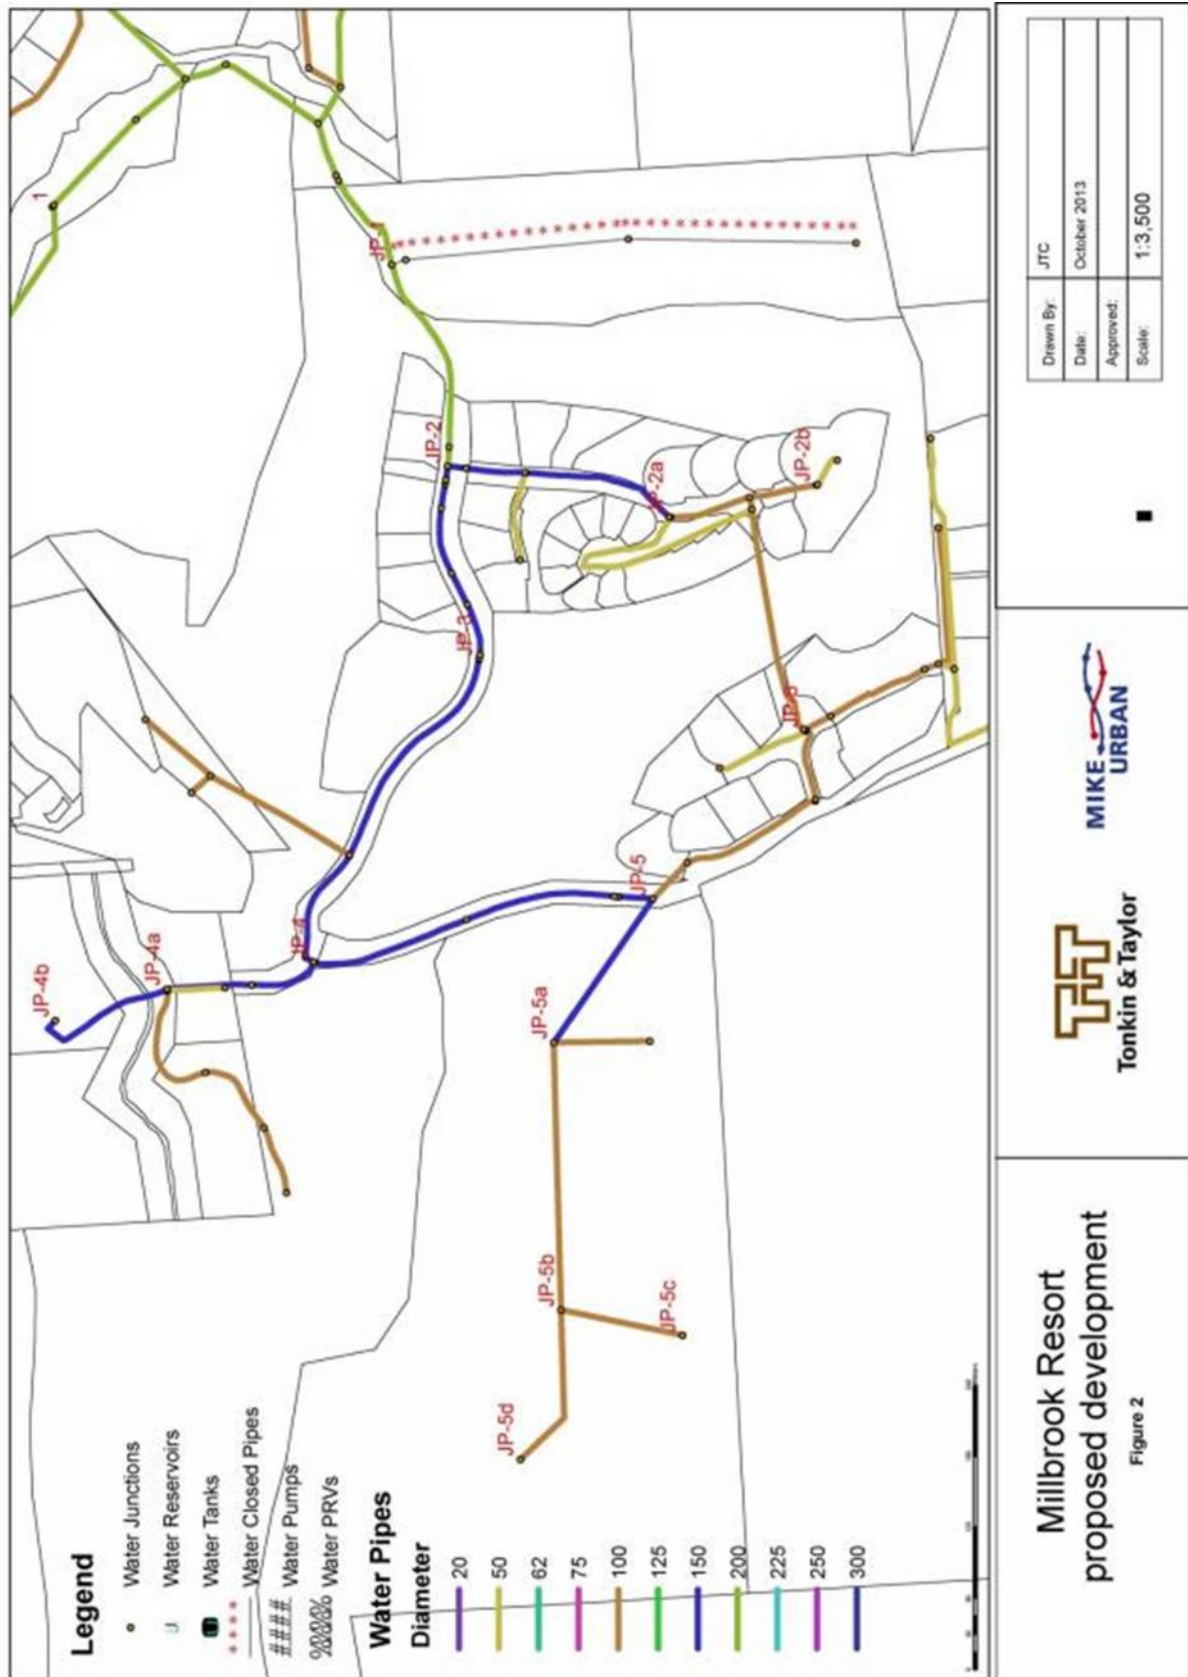 Legend
Water Junctions
Water Reservoirs
Water Tanks
Water Closed Pipes
Water Pumps
Water PRVs
Water Pipes
Diameter
20
50
62
75
100
125
150
200
225
250
300
JP-4b
JP-4a
JP-4
JP-5
JP-5a
JP-5b
JP-5c
JP-5d
JP-3
JP-2
JP-2a
JP-2b
1
Millbrook Resort
proposed development
Figure 2
Tonkin & Taylor
MIKE
URBAN
Drawn By: JTC
Date: October 2013
Approved:
Scale: 1:3,500